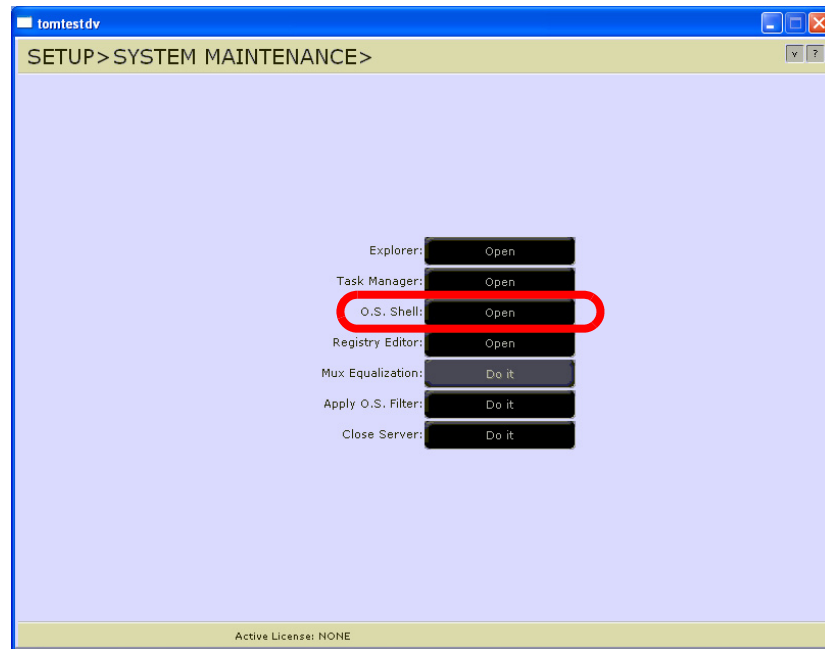 tomtestdv
SETUP>SYSTEM MAINTENANCE>
v ?
Explorer: Open
Task Manager: Open
O.S. Shell: Open
Registry Editor: Open
Mux Equalization: Do it
Apply O.S. Filter: Do it
Close Server: Do it
Active License: NONE